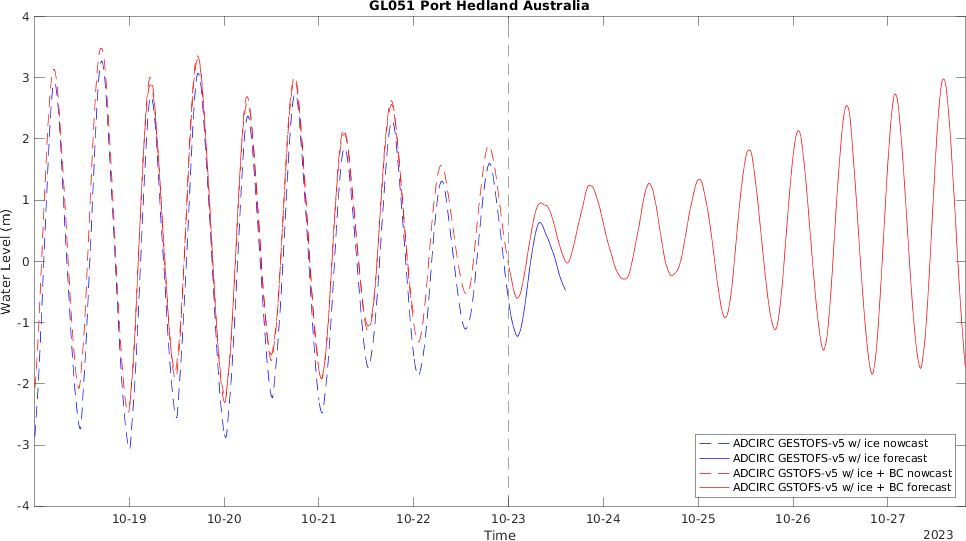 GL051 Port Hedland Australia
4
3
2
1
0
-1
-2
-3
-4
Water Level (m)
10-19
10-20
10-21
10-22
10-23
10-24
10-25
10-26
10-27
Time
2023
ADCIRC GESTOFS-v5 w/ ice nowcast
ADCIRC GESTOFS-v5 w/ ice forecast
ADCIRC GSTOFS-v5 w/ ice + BC nowcast
ADCIRC GSTOFS-v5 w/ ice + BC forecast